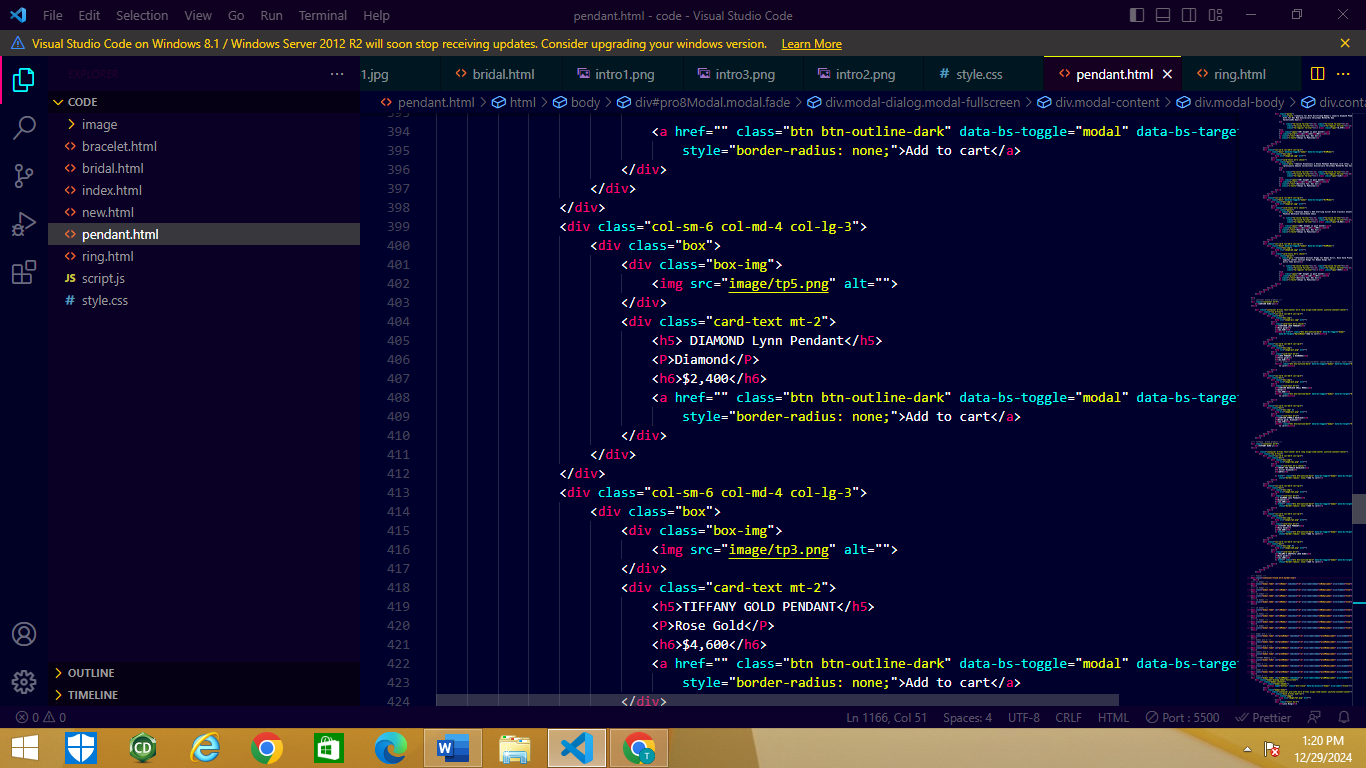 File Edit Selection View Go Run Terminal Help pendant.html - code - Visual Studio Code
Visual Studio Code on Windows 8.1 / Windows Server 2012 R2 will soon stop receiving updates. Consider upgrading your windows version. Learn More
EXPLORER ··· 1.jpg bridal.html intro1.png intro3.png intro2.png style.css pendant.html ring.html
CODE
pendant.html > html > body > div#pro8Modal.modal.fade > div.modal-dialog.modal-fullscreen > div.modal-content > div.modal-body > div.conta
image
bracelet.html
bridal.html
index.html
new.html
pendant.html
ring.html
JS script.js
# style.css
OUTLINE
TIMELINE
393
394 <a href="" class="btn btn-outline-dark" data-bs-toggle="modal" data-bs-targe
395 style="border-radius: none;">Add to cart</a>
396 </div>
397 </div>
398 </div>
399 <div class="col-sm-6 col-md-4 col-lg-3">
400 <div class="box">
401 <div class="box-img">
402 <img src="image/tp5.png" alt="">
403 </div>
404 <div class="card-text mt-2">
405 <h5> DIAMOND Lynn Pendant</h5>
406 <P>Diamond</P>
407 <h6>$2,400</h6>
408 <a href="" class="btn btn-outline-dark" data-bs-toggle="modal" data-bs-targe
409 style="border-radius: none;">Add to cart</a>
410 </div>
411 </div>
412 </div>
413 <div class="col-sm-6 col-md-4 col-lg-3">
414 <div class="box">
415 <div class="box-img">
416 <img src="image/tp3.png" alt="">
417 </div>
418 <div class="card-text mt-2">
419 <h5>TIFFANY GOLD PENDANT</h5>
420 <P>Rose Gold</P>
421 <h6>$4,600</h6>
422 <a href="" class="btn btn-outline-dark" data-bs-toggle="modal" data-bs-targe
423 style="border-radius: none;">Add to cart</a>
424 </div>
0 0 Ln 1166, Col 51 Spaces: 4 UTF-8 CRLF HTML Port : 5500 Prettier
CD W T
1:20 PM
12/29/2024